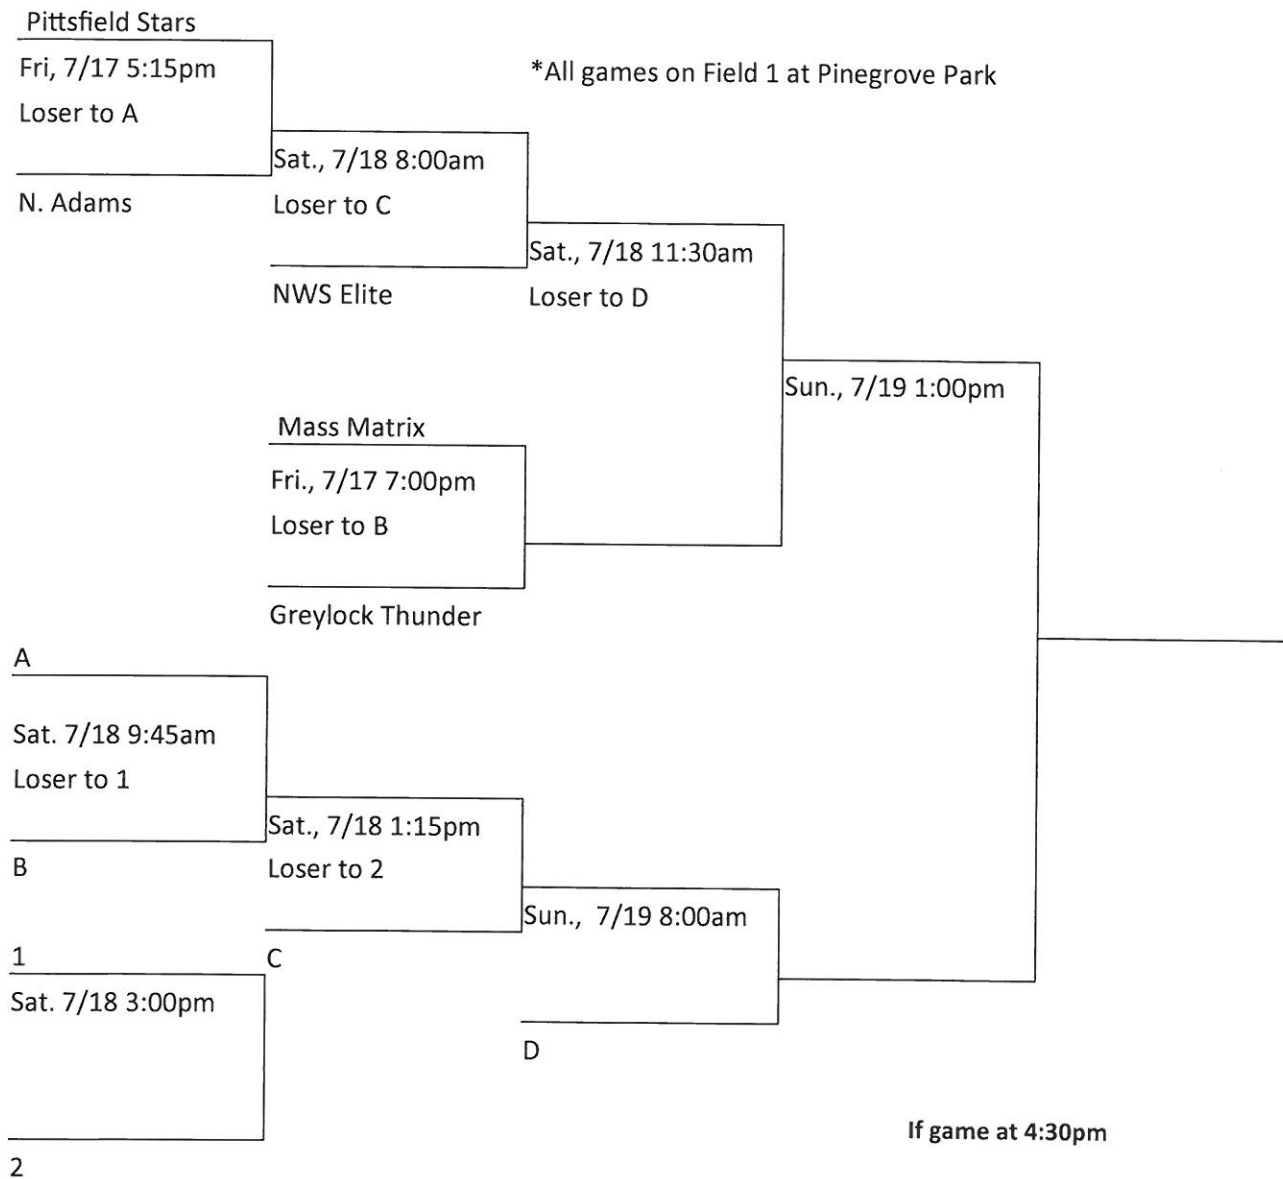 Pittsfield Stars
Fri, 7/17 5:15pm
Loser to A
N. Adams
*All games on Field 1 at Pinegrove Park
Sat., 7/18 8:00am
Loser to C
NWS Elite
Sat., 7/18 11:30am
Loser to D
Sun., 7/19 1:00pm
Mass Matrix
Fri., 7/17 7:00pm
Loser to B
Greylock Thunder
A
Sat. 7/18 9:45am
Loser to 1
B
Sat., 7/18 1:15pm
Loser to 2
C
Sun.,  7/19 8:00am
D
1
Sat. 7/18 3:00pm
2
If game at 4:30pm